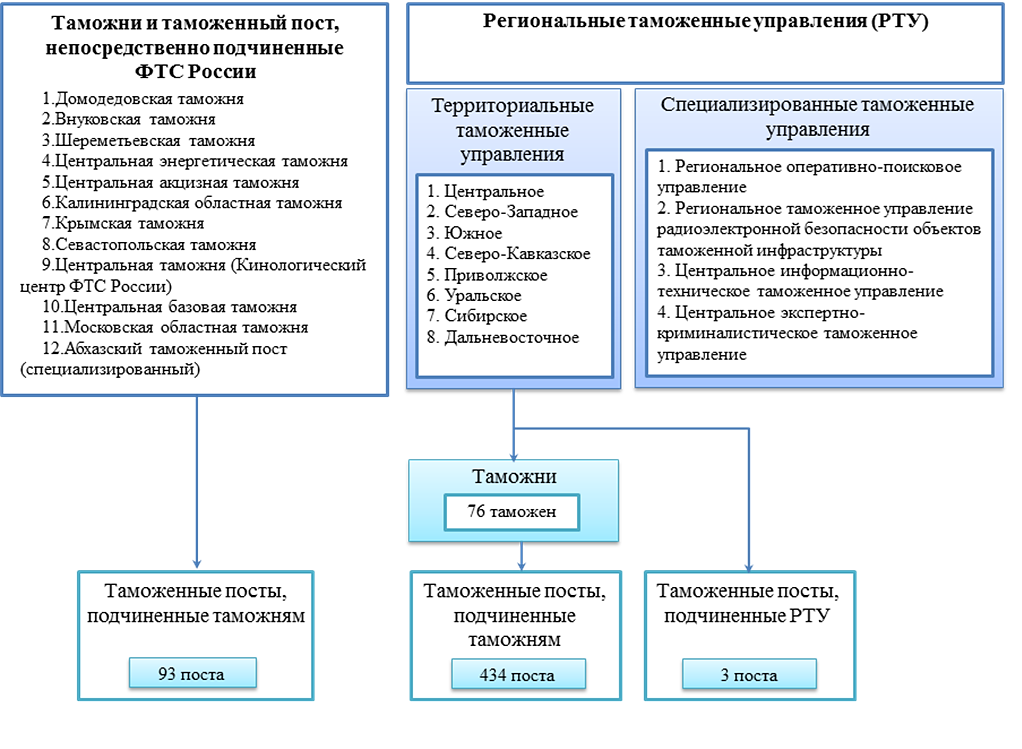 Таможни и таможенный пост,
непосредственно подчиненные
ФТС России
1.Домодедовская таможня
2.Внуковская таможня
3.Шереметьевская таможня
4.Центральная энергетическая таможня
5.Центральная акцизная таможня
6.Калининградская областная таможня
7.Крымская таможня
8.Севастопольская таможня
9.Центральная таможня (Кинологический
центр ФТС России)
10.Центральная базовая таможня
11.Московская областная таможня
12.Абхазский таможенный пост
(специализированный)
Региональные таможенные управления (РТУ)
Территориальные
таможенные
управления
1. Центральное
2. Северо-Западное
3. Южное
4. Северо-Кавказское
5. Приволжское
6. Уральское
7. Сибирское
8. Дальневосточное
Специализированные таможенные
управления
1. Региональное оперативно-поисковое
управление
2. Региональное таможенное управление
радиоэлектронной безопасности объектов
таможенной инфраструктуры
3. Центральное информационно-
техническое таможенное управление
4. Центральное экспертно-
криминалистическое таможенное
управление
Таможни
76 таможен
Таможенные посты,
подчиненные таможням
93 поста
Таможенные посты,
подчиненные
таможням
434 поста
Таможенные посты,
подчиненные РТУ
3 поста